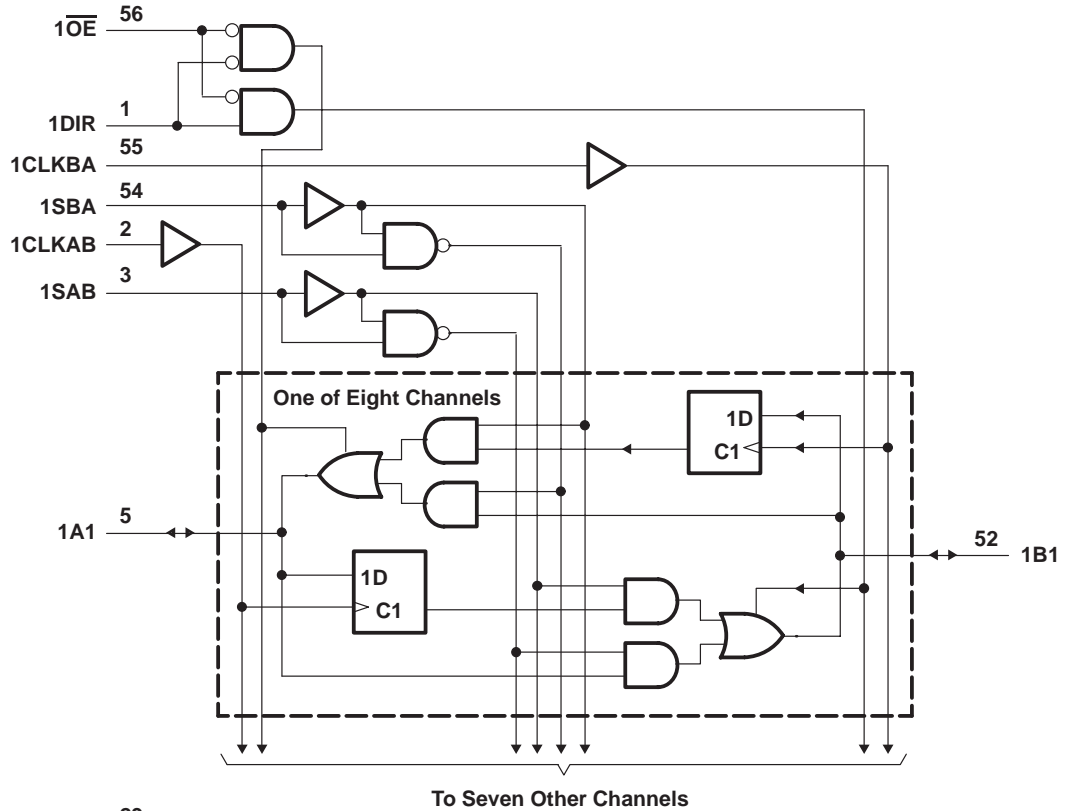 56
1O̅E̅
1
1DIR
55
1CLKBA
54
1SBA
2
1CLKAB
3
1SAB
One of Eight Channels
1D
C1
5
1A1
52
1B1
1D
C1
To Seven Other Channels